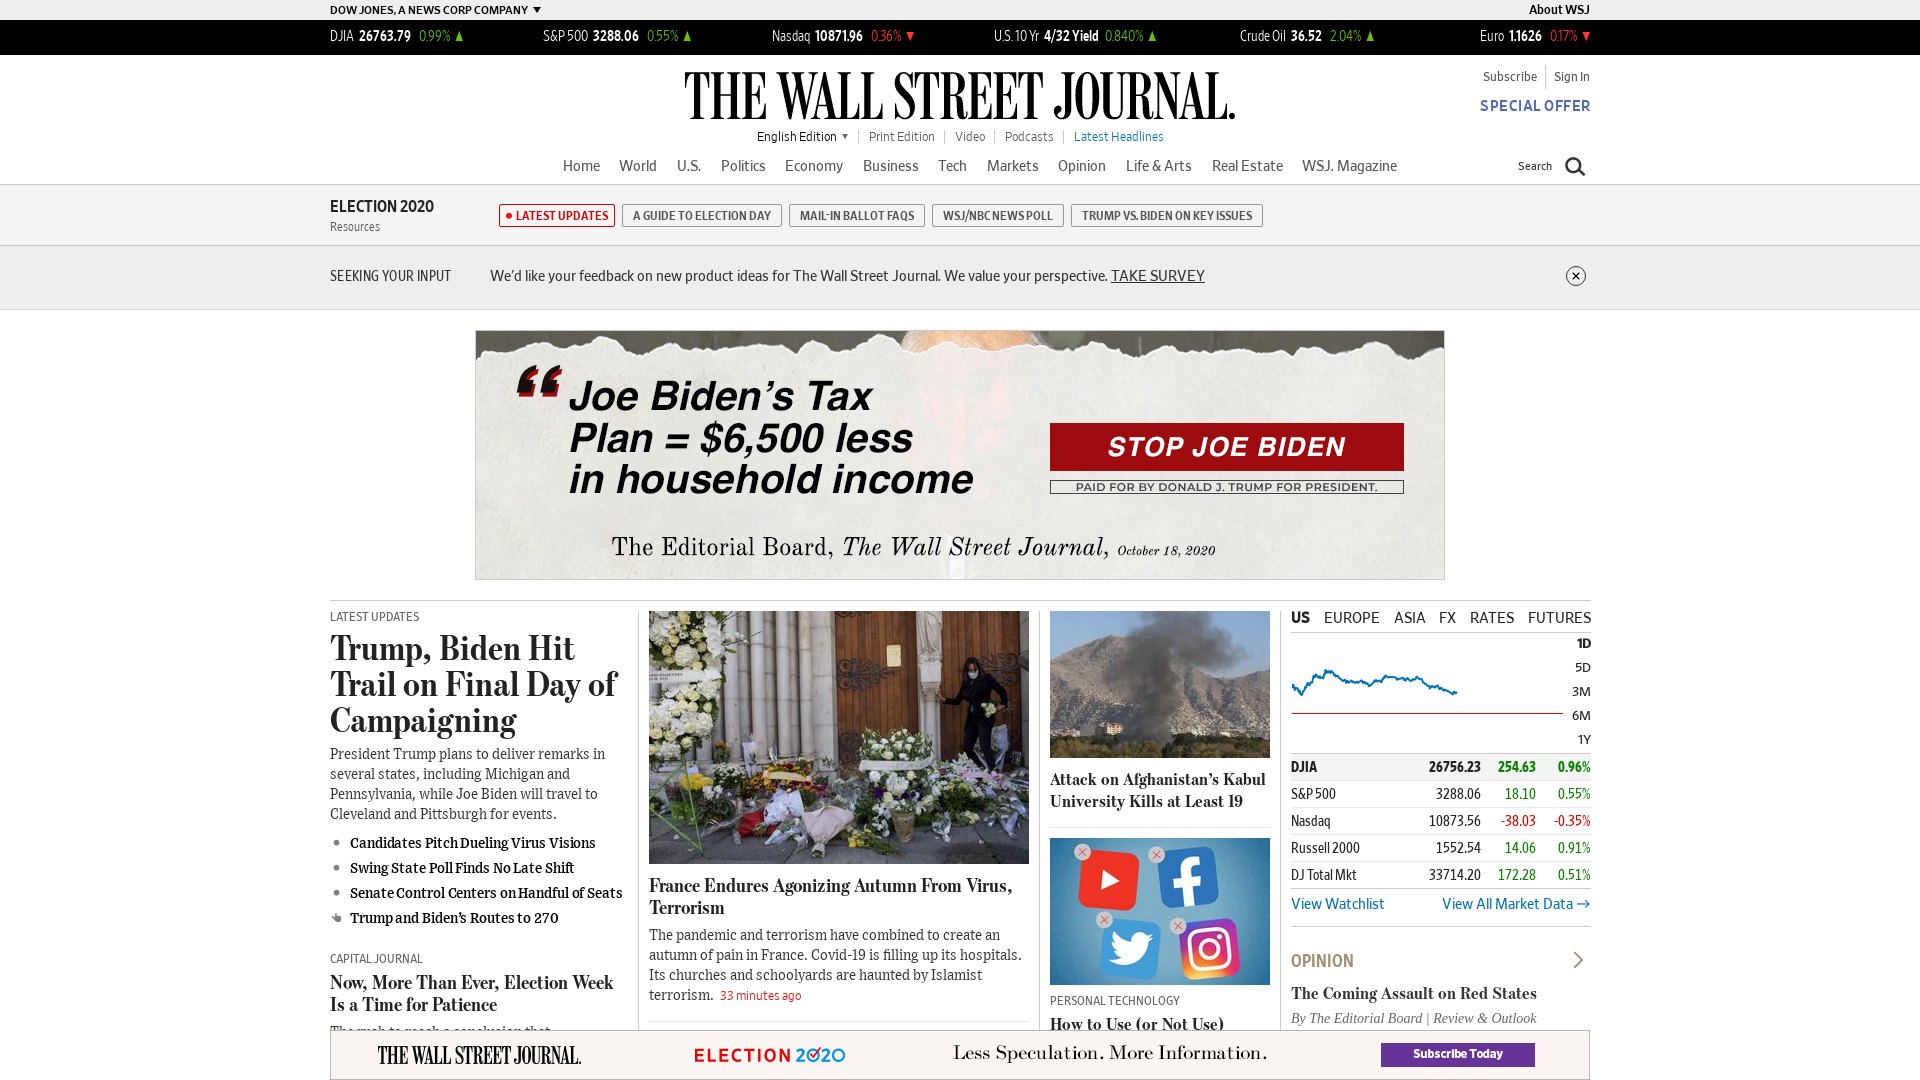 DOW JONES, A NEWS CORP COMPANY
About WSJ
DJIA 26763.79 0.99%
S&P 500 3288.06 0.55%
Nasdaq 10871.96 0.36%
U.S. 10 Yr 4/32 Yield 0.840%
Crude Oil 36.52 2.04%
Euro 1.1626 0.17%
THE WALL STREET JOURNAL.
Subscribe
Sign In
SPECIAL OFFER
English Edition
Print Edition
Video
Podcasts
Latest Headlines
Home World U.S. Politics Economy Business Tech Markets Opinion Life & Arts Real Estate WSJ. Magazine
Search
ELECTION 2020
Resources
LATEST UPDATES
A GUIDE TO ELECTION DAY
MAIL-IN BALLOT FAQS
WSJ/NBC NEWS POLL
TRUMP VS. BIDEN ON KEY ISSUES
SEEKING YOUR INPUT
We’d like your feedback on new product ideas for The Wall Street Journal. We value your perspective. TAKE SURVEY
“Joe Biden’s Tax
Plan = $6,500 less
in household income
STOP JOE BIDEN
PAID FOR BY DONALD J. TRUMP FOR PRESIDENT.
The Editorial Board, The Wall Street Journal, October 18, 2020
LATEST UPDATES
Trump, Biden Hit
Trail on Final Day of
Campaigning
President Trump plans to deliver remarks in
several states, including Michigan and
Pennsylvania, while Joe Biden will travel to
Cleveland and Pittsburgh for events.
Candidates Pitch Dueling Virus Visions
Swing State Poll Finds No Late Shift
Senate Control Centers on Handful of Seats
Trump and Biden’s Routes to 270
CAPITAL JOURNAL
Now, More Than Ever, Election Week
Is a Time for Patience
France Endures Agonizing Autumn From Virus,
Terrorism
The pandemic and terrorism have combined to create an
autumn of pain in France. Covid-19 is filling up its hospitals.
Its churches and schoolyards are haunted by Islamist
terrorism. 33 minutes ago
Attack on Afghanistan’s Kabul
University Kills at Least 19
PERSONAL TECHNOLOGY
How to Use (or Not Use)
US EUROPE ASIA FX RATES FUTURES
1D
5D
3M
6M
1Y
DJIA 26756.23 254.63 0.96%
S&P 500 3288.06 18.10 0.55%
Nasdaq 10873.56 -38.03 -0.35%
Russell 2000 1552.54 14.06 0.91%
DJ Total Mkt 33714.20 172.28 0.51%
View Watchlist
View All Market Data
OPINION
The Coming Assault on Red States
By The Editorial Board | Review & Outlook
THE WALL STREET JOURNAL.
ELECTION 2020
Less Speculation. More Information.
Subscribe Today